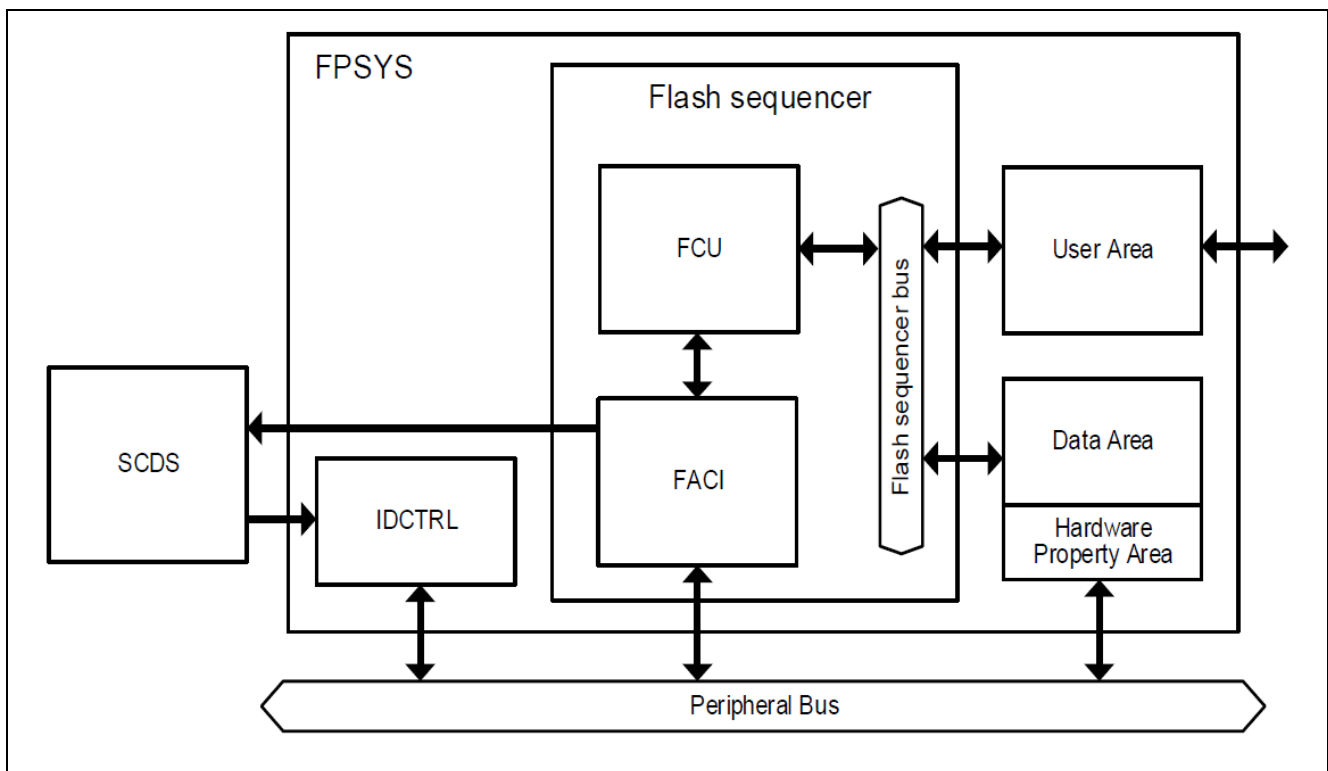 FPSYS
Flash sequencer
FCU
Flash sequencer bus
User Area
SCDS
IDCTRL
FACI
Data Area
Hardware
Property Area
Peripheral Bus